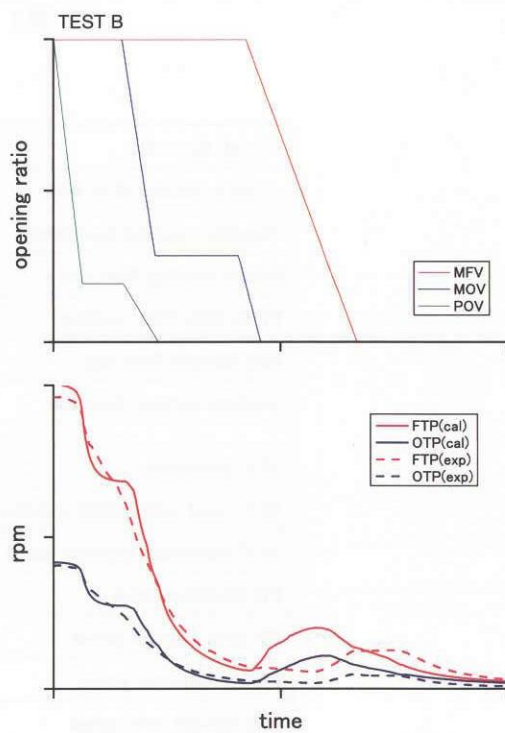 TEST B
opening ratio
MFV
MOV
POV
FTP(cal)
OTP(cal)
FTP(exp)
OTP(exp)
rpm
time